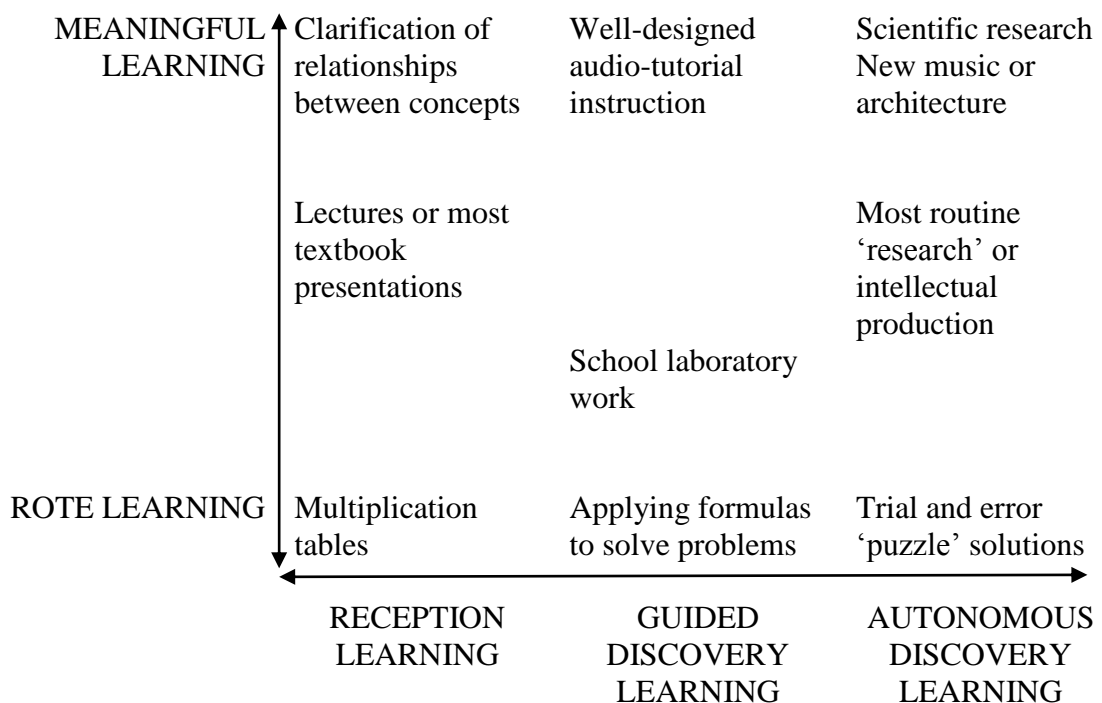 MEANINGFUL
LEARNING
Clarification of
relationships
between concepts
Well-designed
audio-tutorial
instruction
Scientific research
New music or
architecture
Lectures or most
textbook
presentations
Most routine
‘research’ or
intellectual
production
School laboratory
work
ROTE LEARNING
Multiplication
tables
Applying formulas
to solve problems
Trial and error
‘puzzle’ solutions
RECEPTION
LEARNING
GUIDED
DISCOVERY
LEARNING
AUTONOMOUS
DISCOVERY
LEARNING